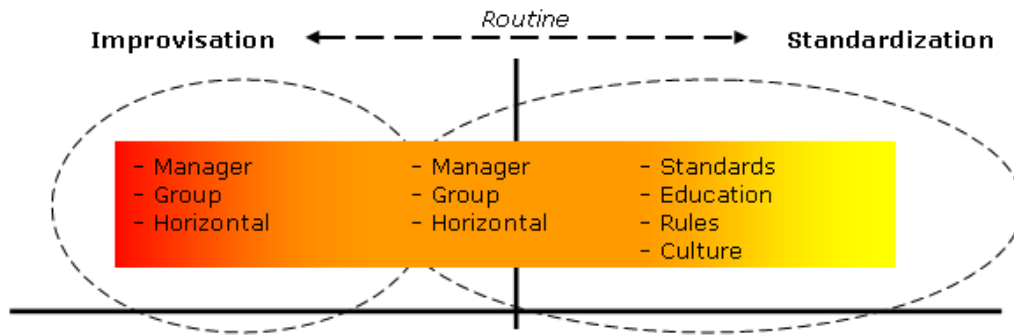 Routine
Improvisation
Standardization
- Manager
- Group
- Horizontal
- Manager
- Group
- Horizontal
- Standards
- Education
- Rules
- Culture